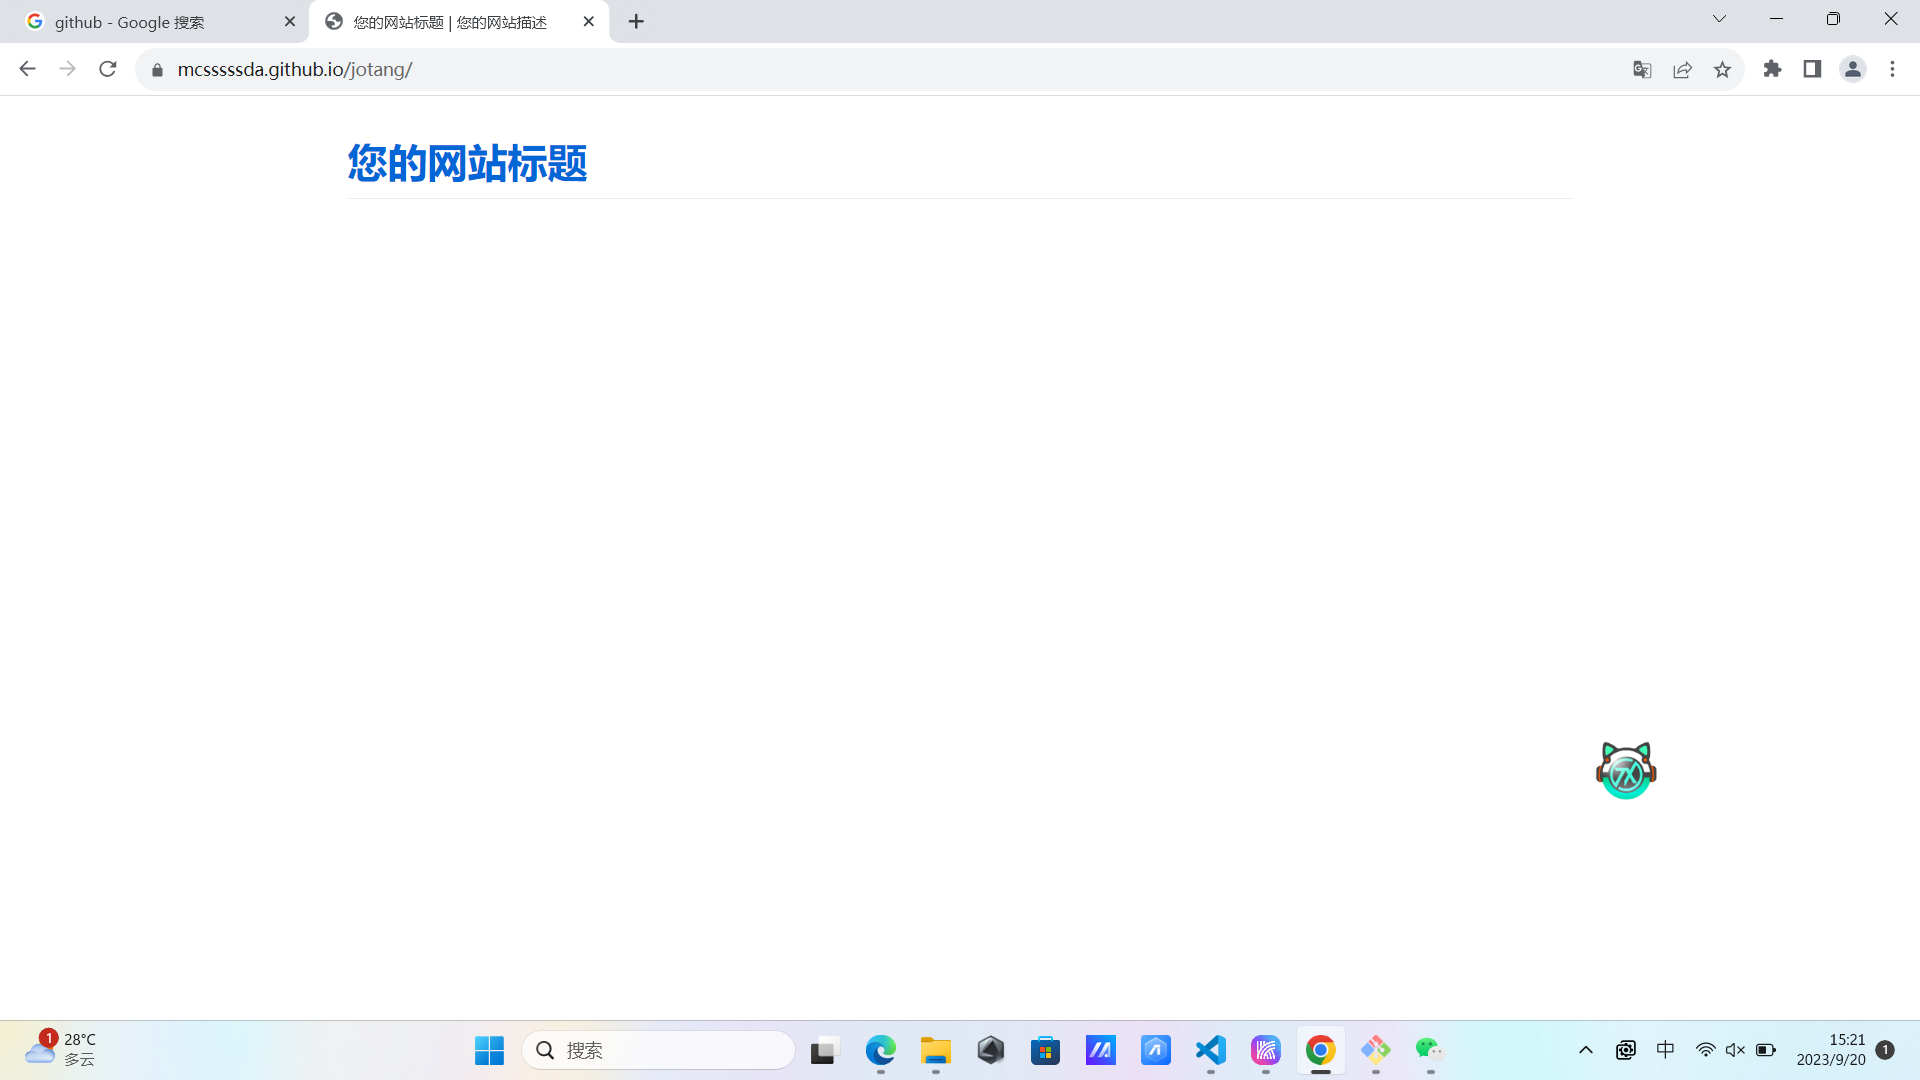 github - Google 搜索
您的网站标题 | 您的网站描述
mcsssssda.github.io/jotang/
您的网站标题
7X
1
28°C
多云
搜索
中
15:21
2023/9/20
1